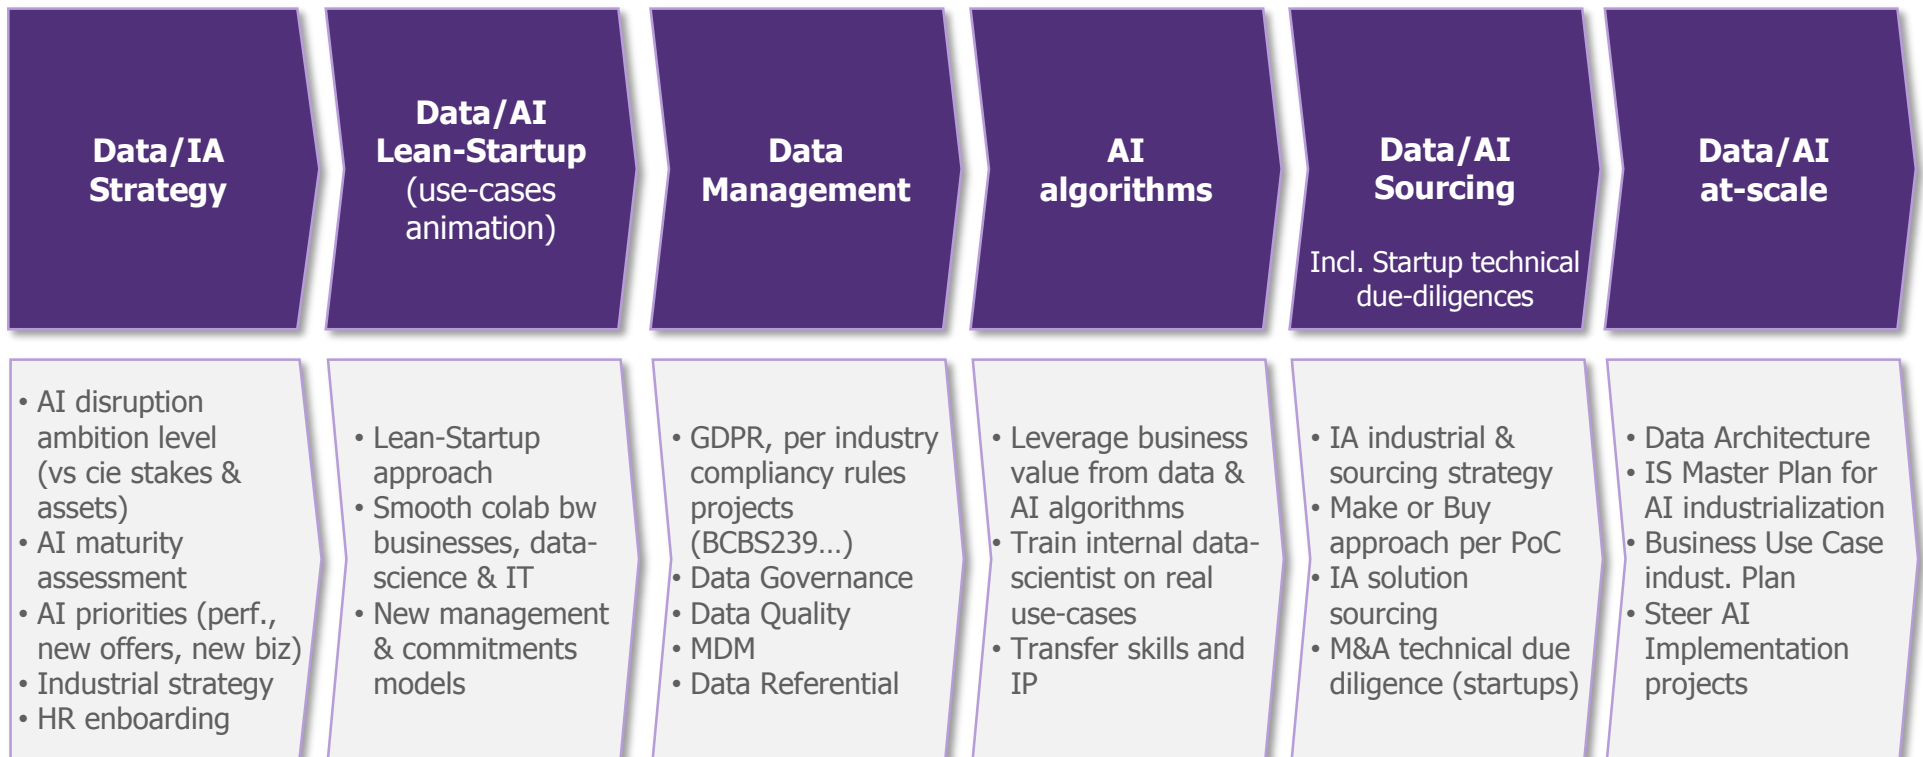 Data/IA
Strategy
Data/AI
Lean-Startup
(use-cases
animation)
Data
Management
AI
algorithms
Data/AI
Sourcing
Incl. Startup technical
due-diligences
Data/AI
at-scale
• AI disruption
ambition level
(vs cie stakes &
assets)
• AI maturity
assessment
• AI priorities (perf.,
new offers, new biz)
• Industrial strategy
• HR enboarding
• Lean-Startup
approach
• Smooth colab bw
businesses, data-
science & IT
• New management
& commitments
models
• GDPR, per industry
compliancy rules
projects
(BCBS239...)
• Data Governance
• Data Quality
• MDM
• Data Referential
• Leverage business
value from data &
AI algorithms
• Train internal data-
scientist on real
use-cases
• Transfer skills and
IP
• IA industrial &
sourcing strategy
• Make or Buy
approach per PoC
• IA solution
sourcing
• M&A technical due
diligence (startups)
• Data Architecture
• IS Master Plan for
AI industrialization
• Business Use Case
indust. Plan
• Steer AI
Implementation
projects